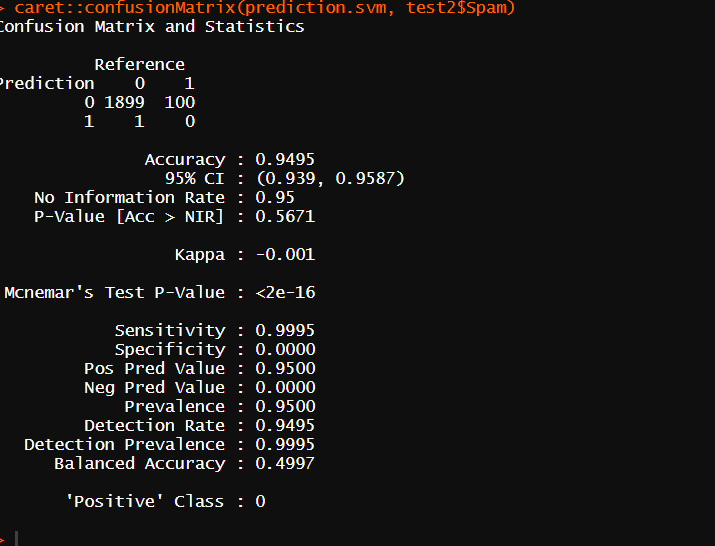 > caret::confusionMatrix(prediction.svm, test2$Spam)
Confusion Matrix and Statistics
Reference
Prediction 0 1
0 1899 100
1 1 0
Accuracy : 0.9495
95% CI : (0.939, 0.9587)
No Information Rate : 0.95
P-Value [Acc > NIR] : 0.5671
Kappa : -0.001
Mcnemar's Test P-Value : <2e-16
Sensitivity : 0.9995
Specificity : 0.0000
Pos Pred Value : 0.9500
Neg Pred Value : 0.0000
Prevalence : 0.9500
Detection Rate : 0.9495
Detection Prevalence : 0.9995
Balanced Accuracy : 0.4997
'Positive' Class : 0
>